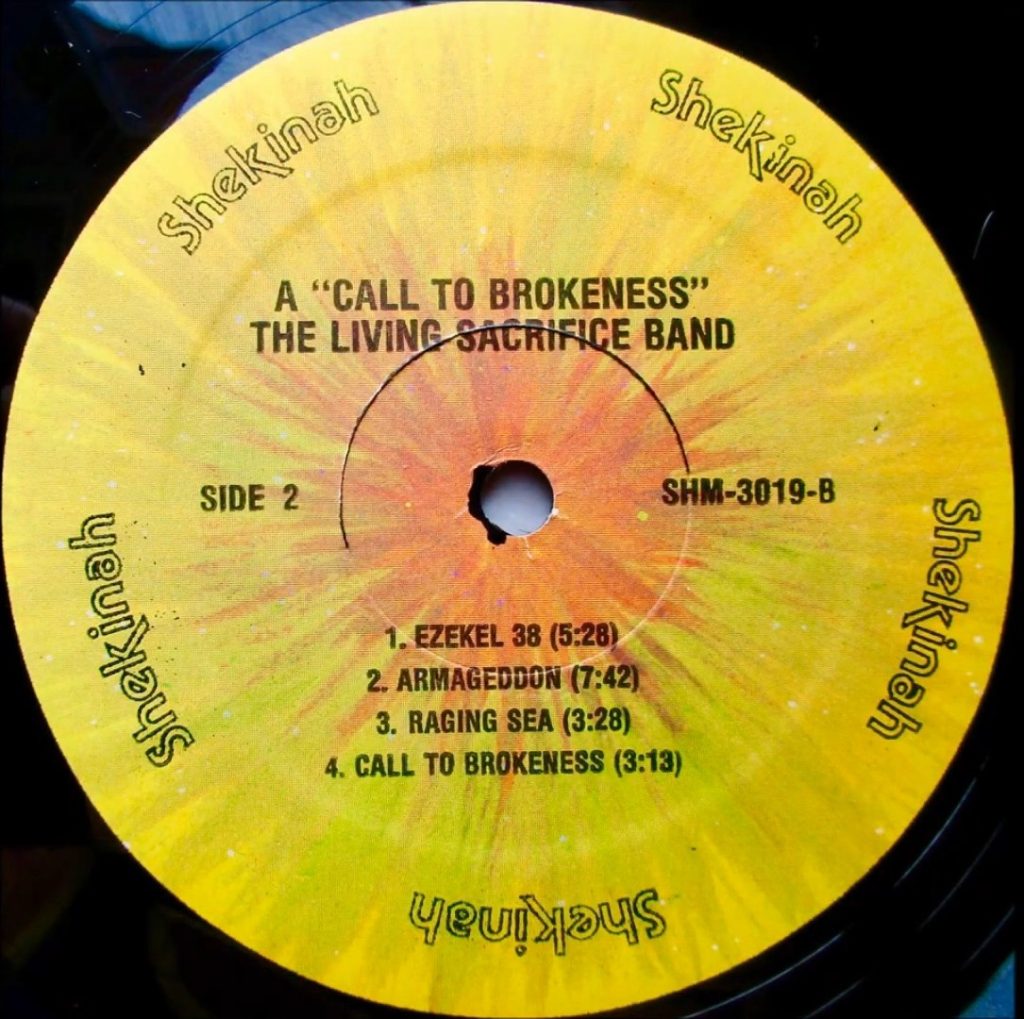 Shekinah
Shekinah
A “CALL TO BROKENESS”
THE LIVING SACRIFICE BAND
SIDE 2
SHM-3019-B
Shekinah
Shekinah
1. EZEKEL 38 (5:28)
2. ARMAGEDDON (7:42)
3. RAGING SEA (3:28)
4. CALL TO BROKENESS (3:13)
Shekinah